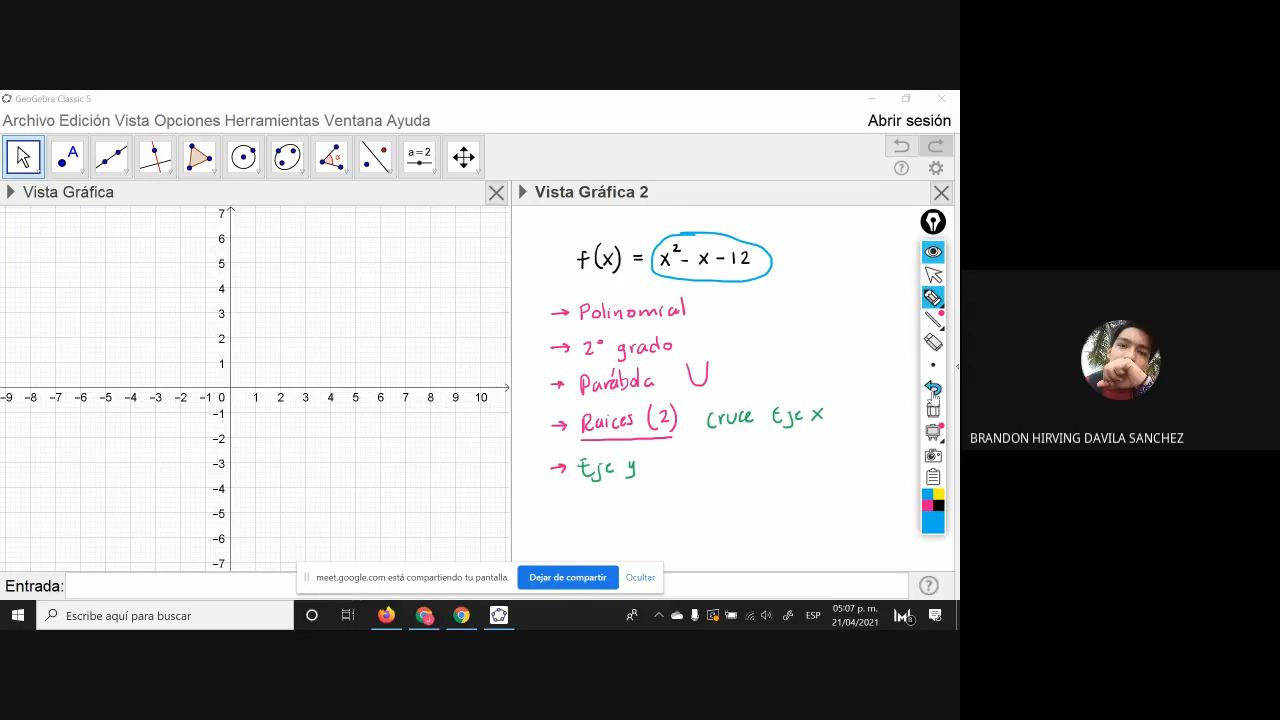 GeoGebra Classic 5
Archivo Edición Vista Opciones Herramientas Ventana Ayuda
Abrir sesión
A
α
a=2
Vista Gráfica
Vista Gráfica 2
7
6
5
4
3
2
1
-9 -8 -7 -6 -5 -4 -3 -2 -1 0 1 2 3 4 5 6 7 8 9 10
-1
-2
-3
-4
-5
-6
-7
f(x) = x² - x - 12
→ Polinomial
→ 2° grado
→ Parábola ∪
→ Raices (2) cruce Eje x
→ Eje y
BRANDON HIRVING DAVILA SANCHEZ
meet.google.com está compartiendo tu pantalla.
Dejar de compartir
Ocultar
Entrada:
Escribe aquí para buscar
ESP
05:07 p. m.
21/04/2021